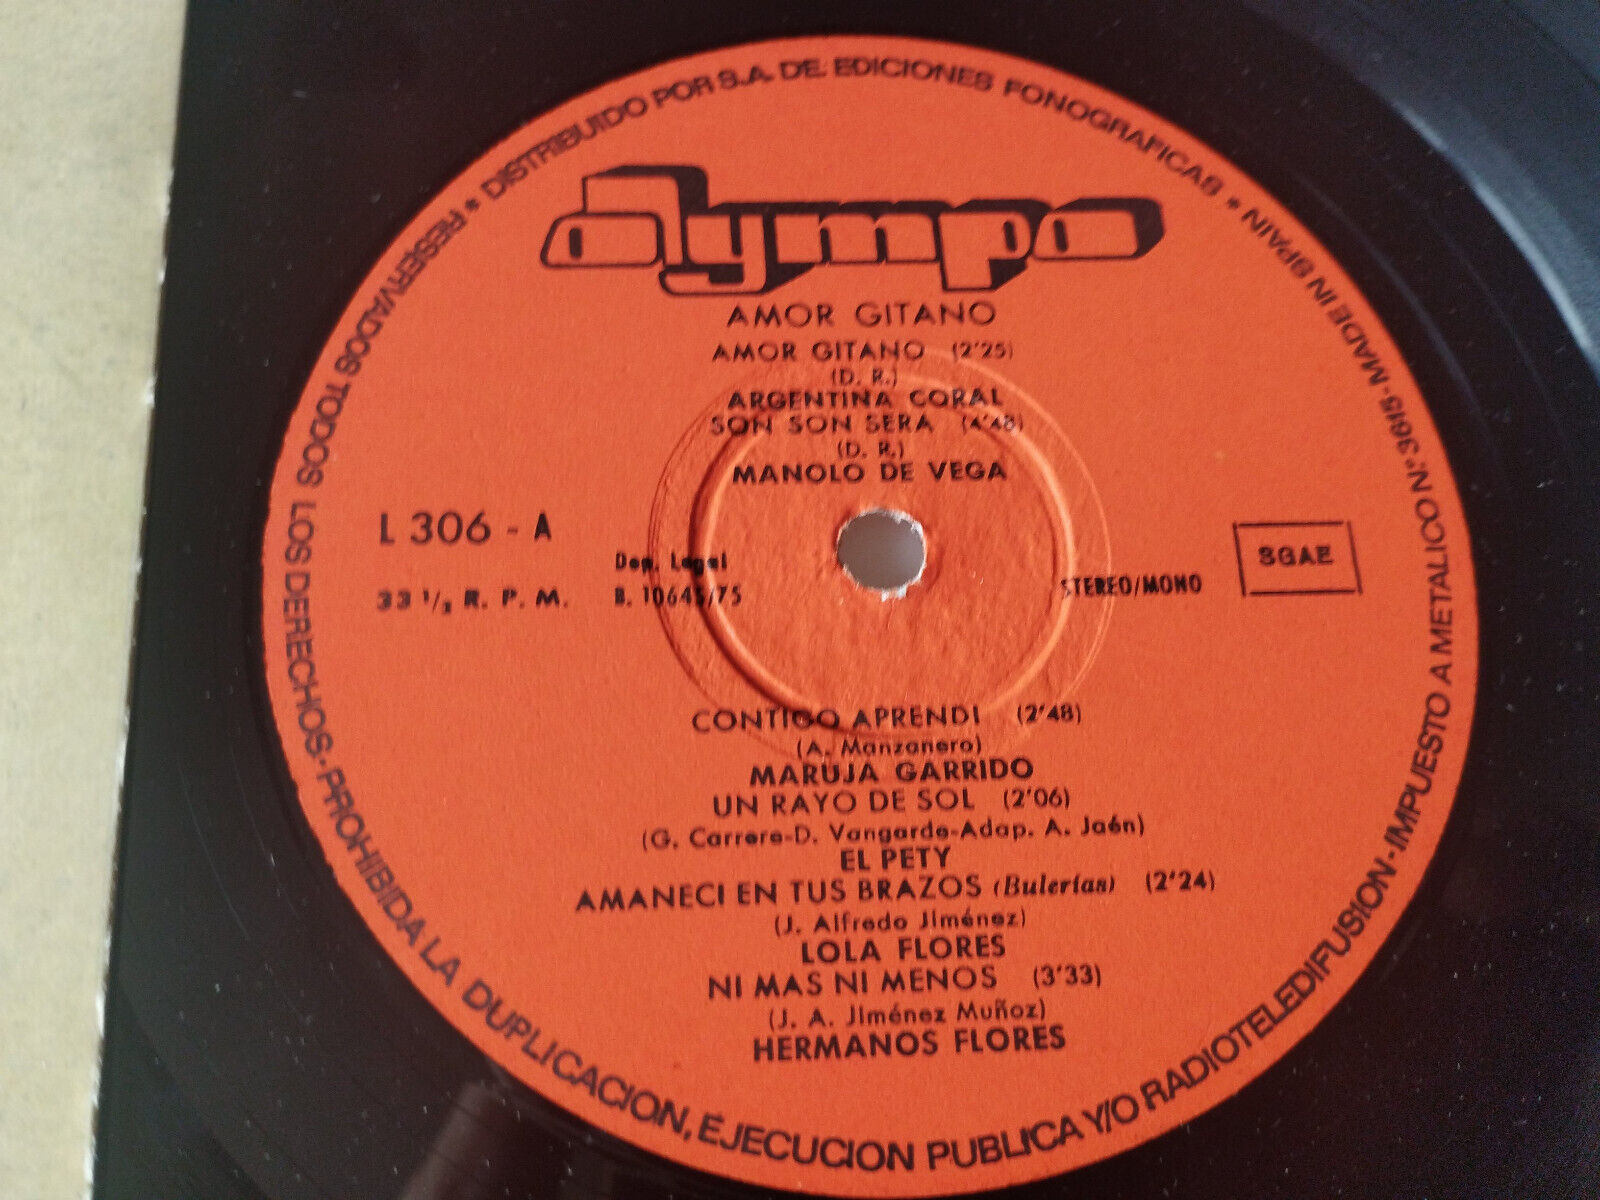 RESERVADOS TODOS LOS DERECHOS·PROHIBIDA LA DUPLICACION, EJECUCION PUBLICA Y/O RADIOTELEDIFUSION·IMPUESTO A METALICO N.º 3615·MADE IN SPAIN * DISTRIBUIDO POR S.A. DE EDICIONES FONOGRAFICAS *
Olympo
AMOR GITANO
AMOR GITANO (2'25)
(D. R.)
ARGENTINA CORAL
SON SON SERA (4'48)
(D. R.)
MANOLO DE VEGA
L 306 - A
33 1/3 R. P. M.
Dep. Legal
B. 10645/75
STEREO/MONO
SGAE
CONTIGO APRENDI (2'48)
(A. Manzanero)
MARUJA GARRIDO
UN RAYO DE SOL (2'06)
(G. Carrere-D. Vangarde-Adap. A. Jaén)
EL PETY
AMANECI EN TUS BRAZOS (Bulerías) (2'24)
(J. Alfredo Jiménez)
LOLA FLORES
NI MAS NI MENOS (3'33)
(J. A. Jiménez Muñoz)
HERMANOS FLORES